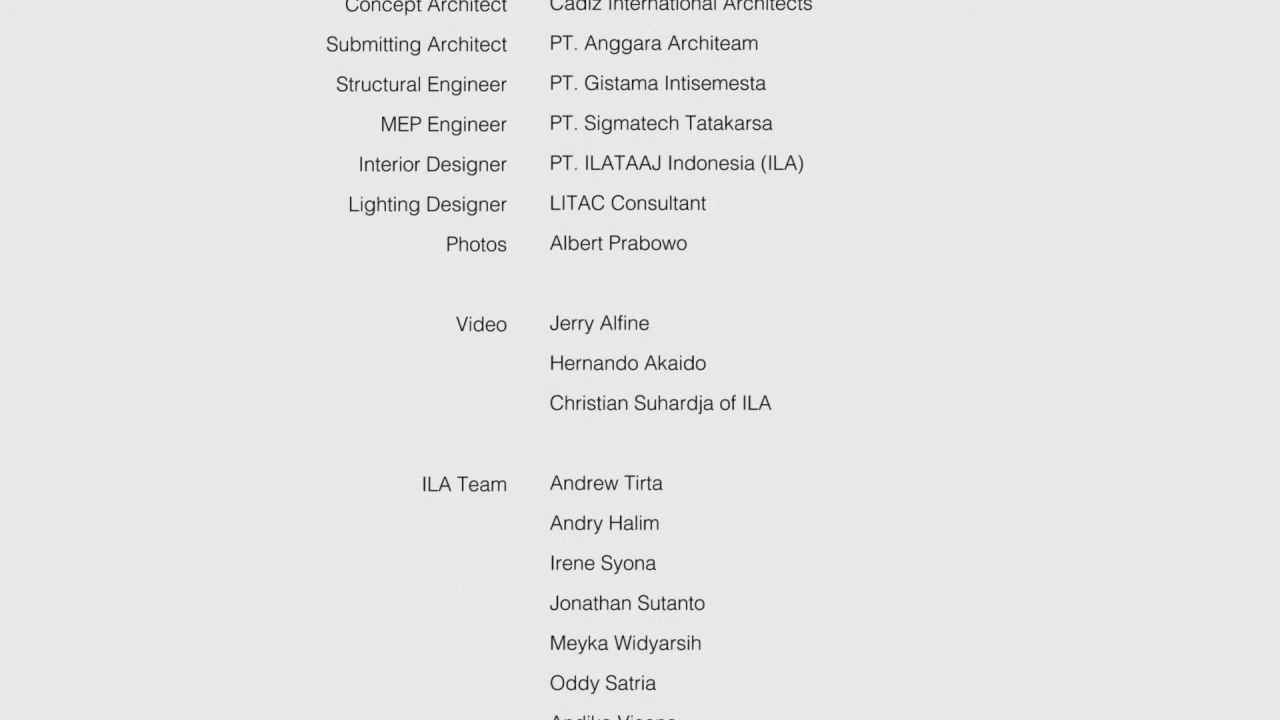 Concept Architect Cadiz International Architects
Submitting Architect PT. Anggara Architeam
Structural Engineer PT. Gistama Intisemesta
MEP Engineer PT. Sigmatech Tatakarsa
Interior Designer PT. ILATAAJ Indonesia (ILA)
Lighting Designer LITAC Consultant
Photos Albert Prabowo
Video Jerry Alfine
Hernando Akaido
Christian Suhardja of ILA
ILA Team Andrew Tirta
Andry Halim
Irene Syona
Jonathan Sutanto
Meyka Widyarsih
Oddy Satria